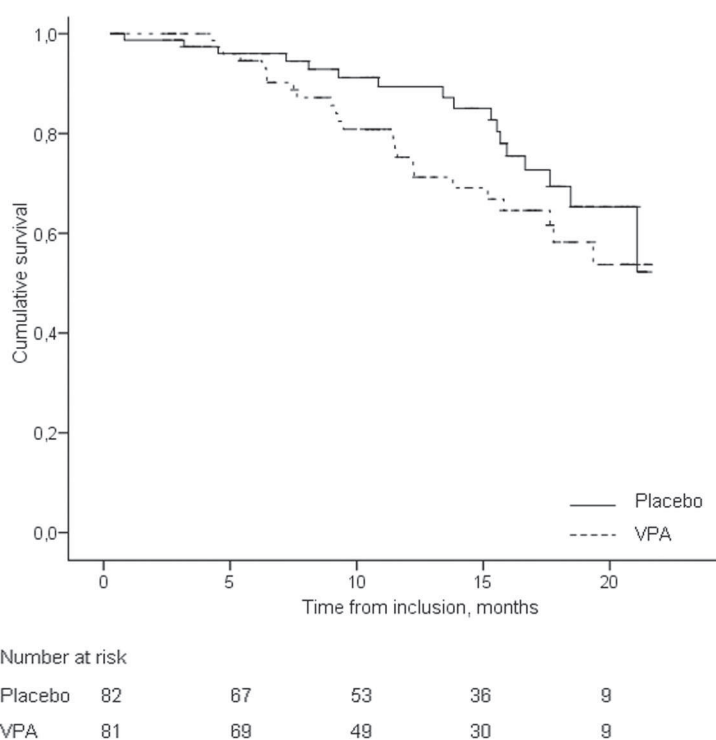 1,0
0,8
0,6
0,4
0,2
0,0
Cumulative survival
Placebo
VPA
0 5 10 15 20
Time from inclusion, months
Number at risk
Placebo 82 67 53 36 9
VPA 81 69 49 30 9